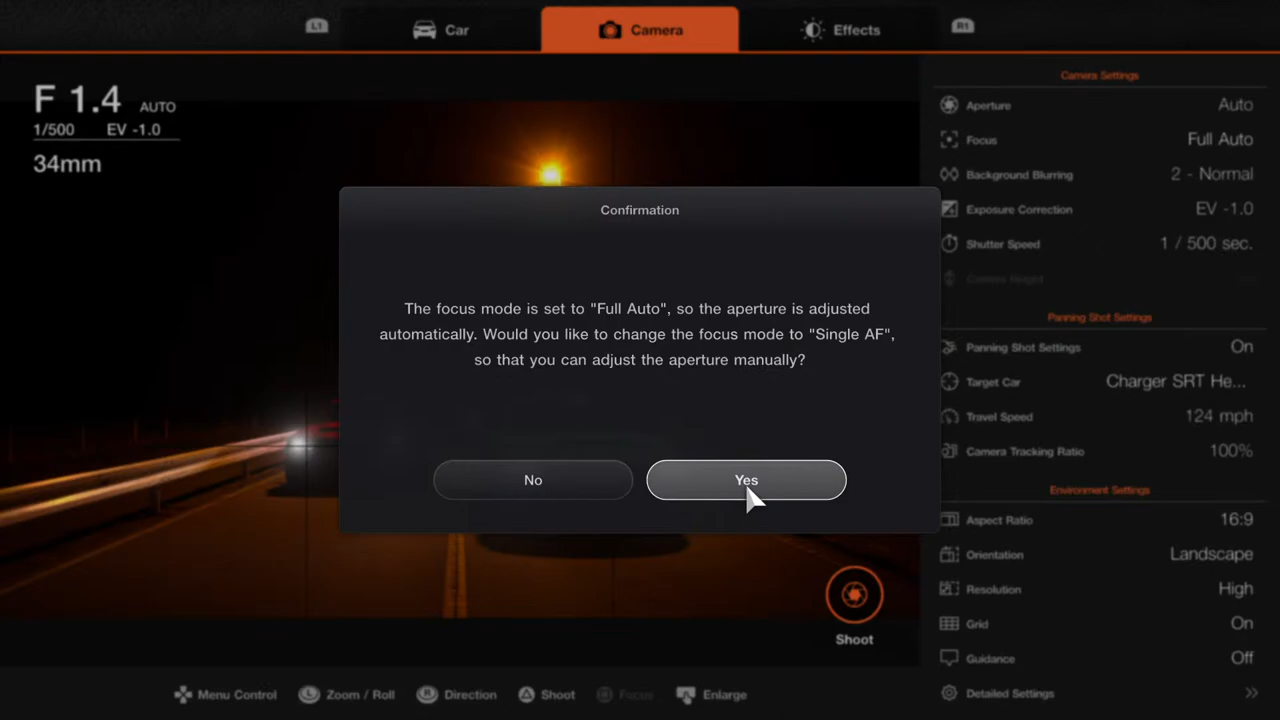 L1
Car
Camera
Effects
R1
F 1.4 AUTO
1/500 EV -1.0
34mm
Camera Settings
Aperture Auto
Focus Full Auto
Background Blurring 2 - Normal
Exposure Correction EV -1.0
Shutter Speed 1 / 500 sec.
Camera Height
Panning Shot Settings
Panning Shot Settings On
Target Car Charger SRT He...
Travel Speed 124 mph
Camera Tracking Ratio 100%
Environment Settings
Aspect Ratio 16:9
Orientation Landscape
Resolution High
Grid On
Guidance Off
Detailed Settings >>
Confirmation
The focus mode is set to "Full Auto", so the aperture is adjusted
automatically. Would you like to change the focus mode to "Single AF",
so that you can adjust the aperture manually?
No
Yes
Shoot
Menu Control
L Zoom / Roll
R Direction
Shoot
Focus
Enlarge